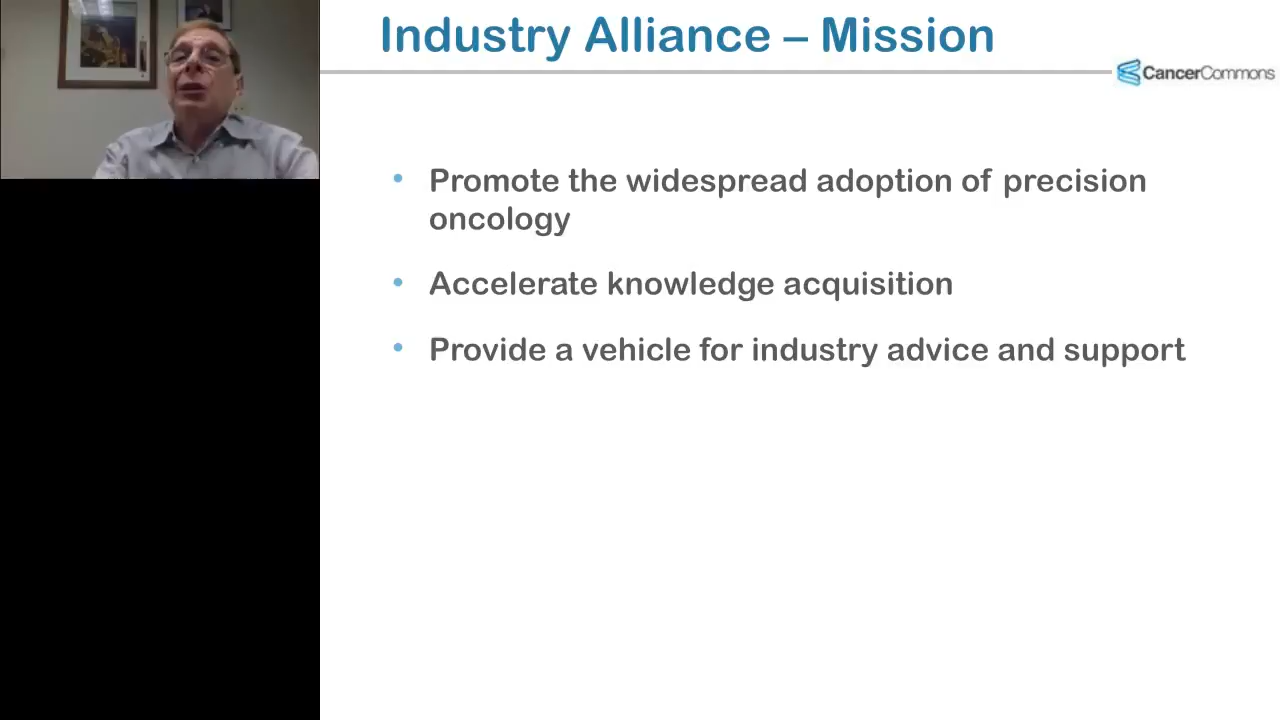 Industry Alliance – Mission
CancerCommons
• Promote the widespread adoption of precision
oncology
• Accelerate knowledge acquisition
• Provide a vehicle for industry advice and support